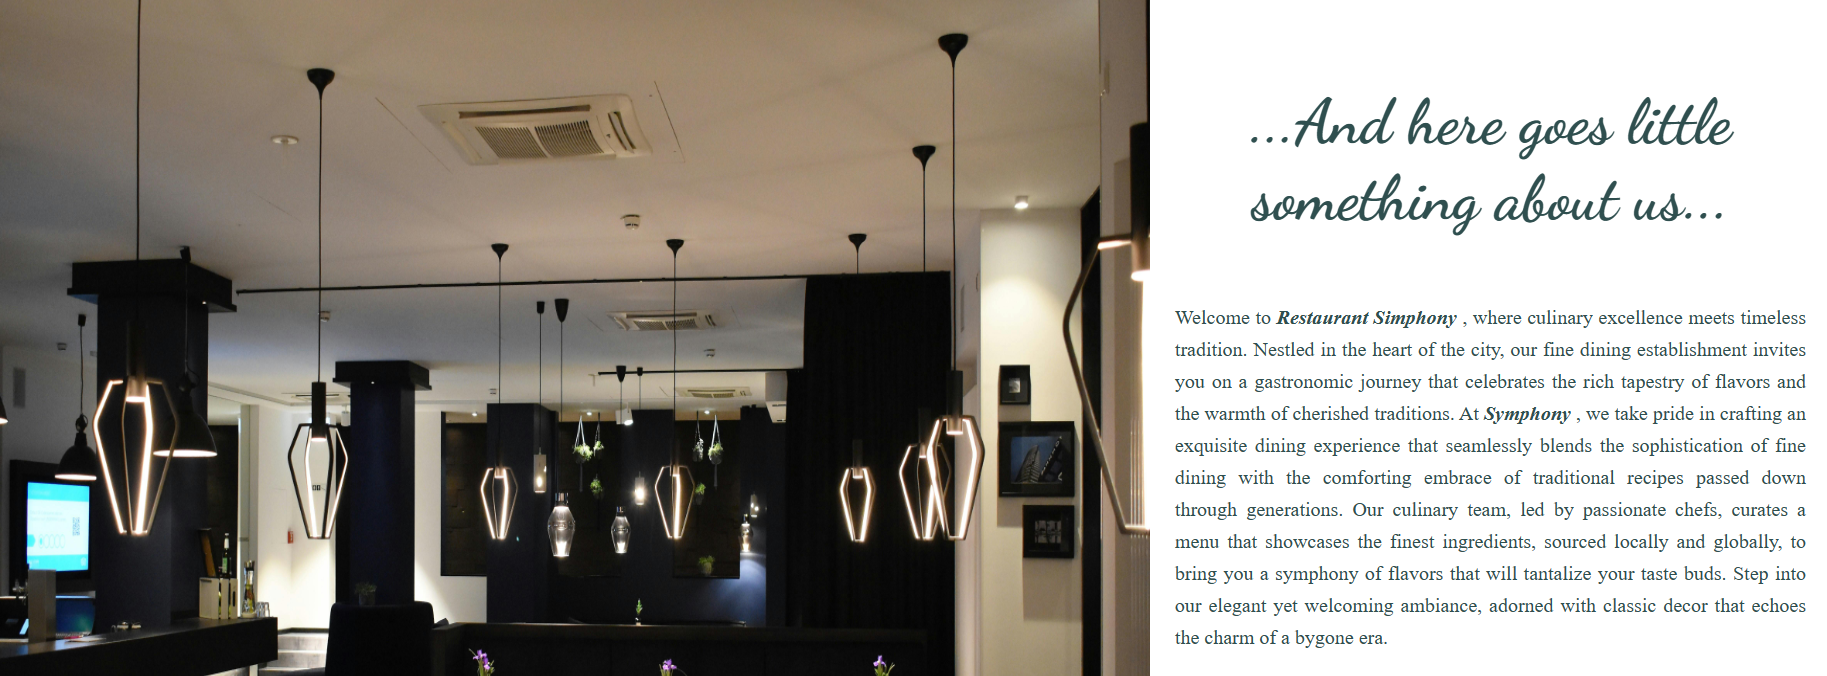 ...And here goes little
something about us...
Welcome to Restaurant Simphony , where culinary excellence meets timeless
tradition. Nestled in the heart of the city, our fine dining establishment invites
you on a gastronomic journey that celebrates the rich tapestry of flavors and
the warmth of cherished traditions. At Symphony , we take pride in crafting an
exquisite dining experience that seamlessly blends the sophistication of fine
dining with the comforting embrace of traditional recipes passed down
through generations. Our culinary team, led by passionate chefs, curates a
menu that showcases the finest ingredients, sourced locally and globally, to
bring you a symphony of flavors that will tantalize your taste buds. Step into
our elegant yet welcoming ambiance, adorned with classic decor that echoes
the charm of a bygone era.